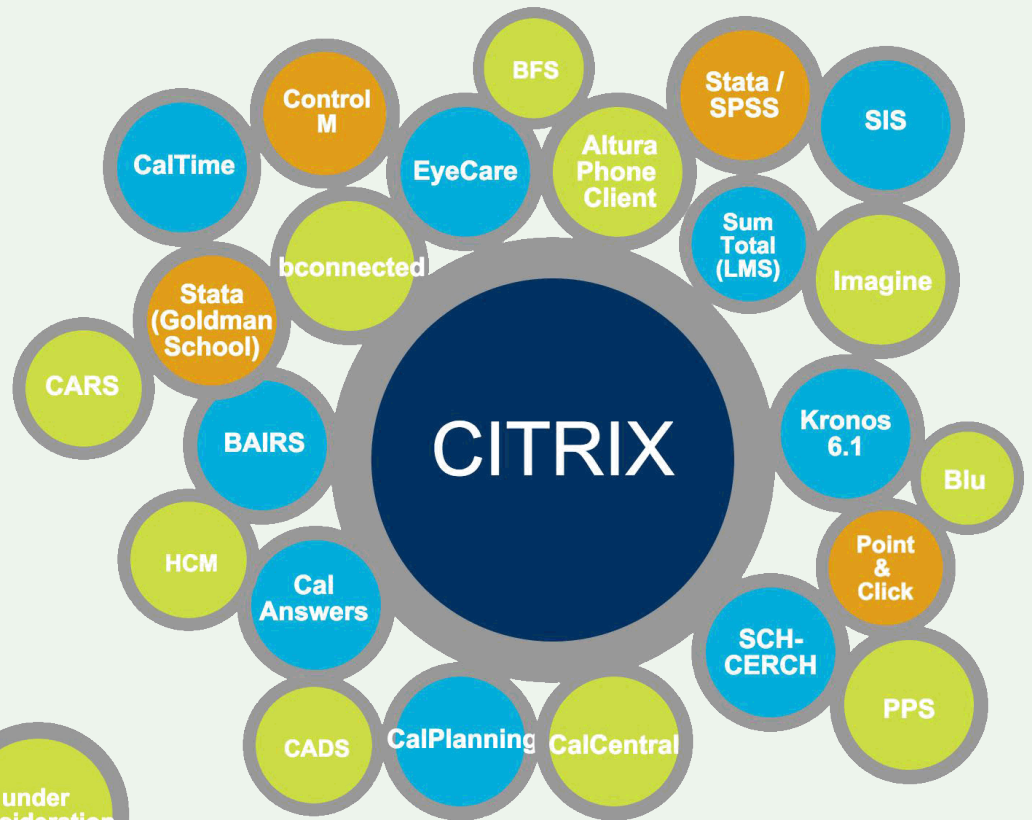 BFS
Control
M
Stata /
SPSS
SIS
CalTime
EyeCare
Altura
Phone
Client
Sum
Total
(LMS)
bconnected
Imagine
Stata
(Goldman
School)
CARS
BAIRS
CITRIX
Kronos
6.1
Blu
HCM
Cal
Answers
Point
&
Click
SCH-
CERCH
PPS
CADS
CalPlanning
CalCentral
under